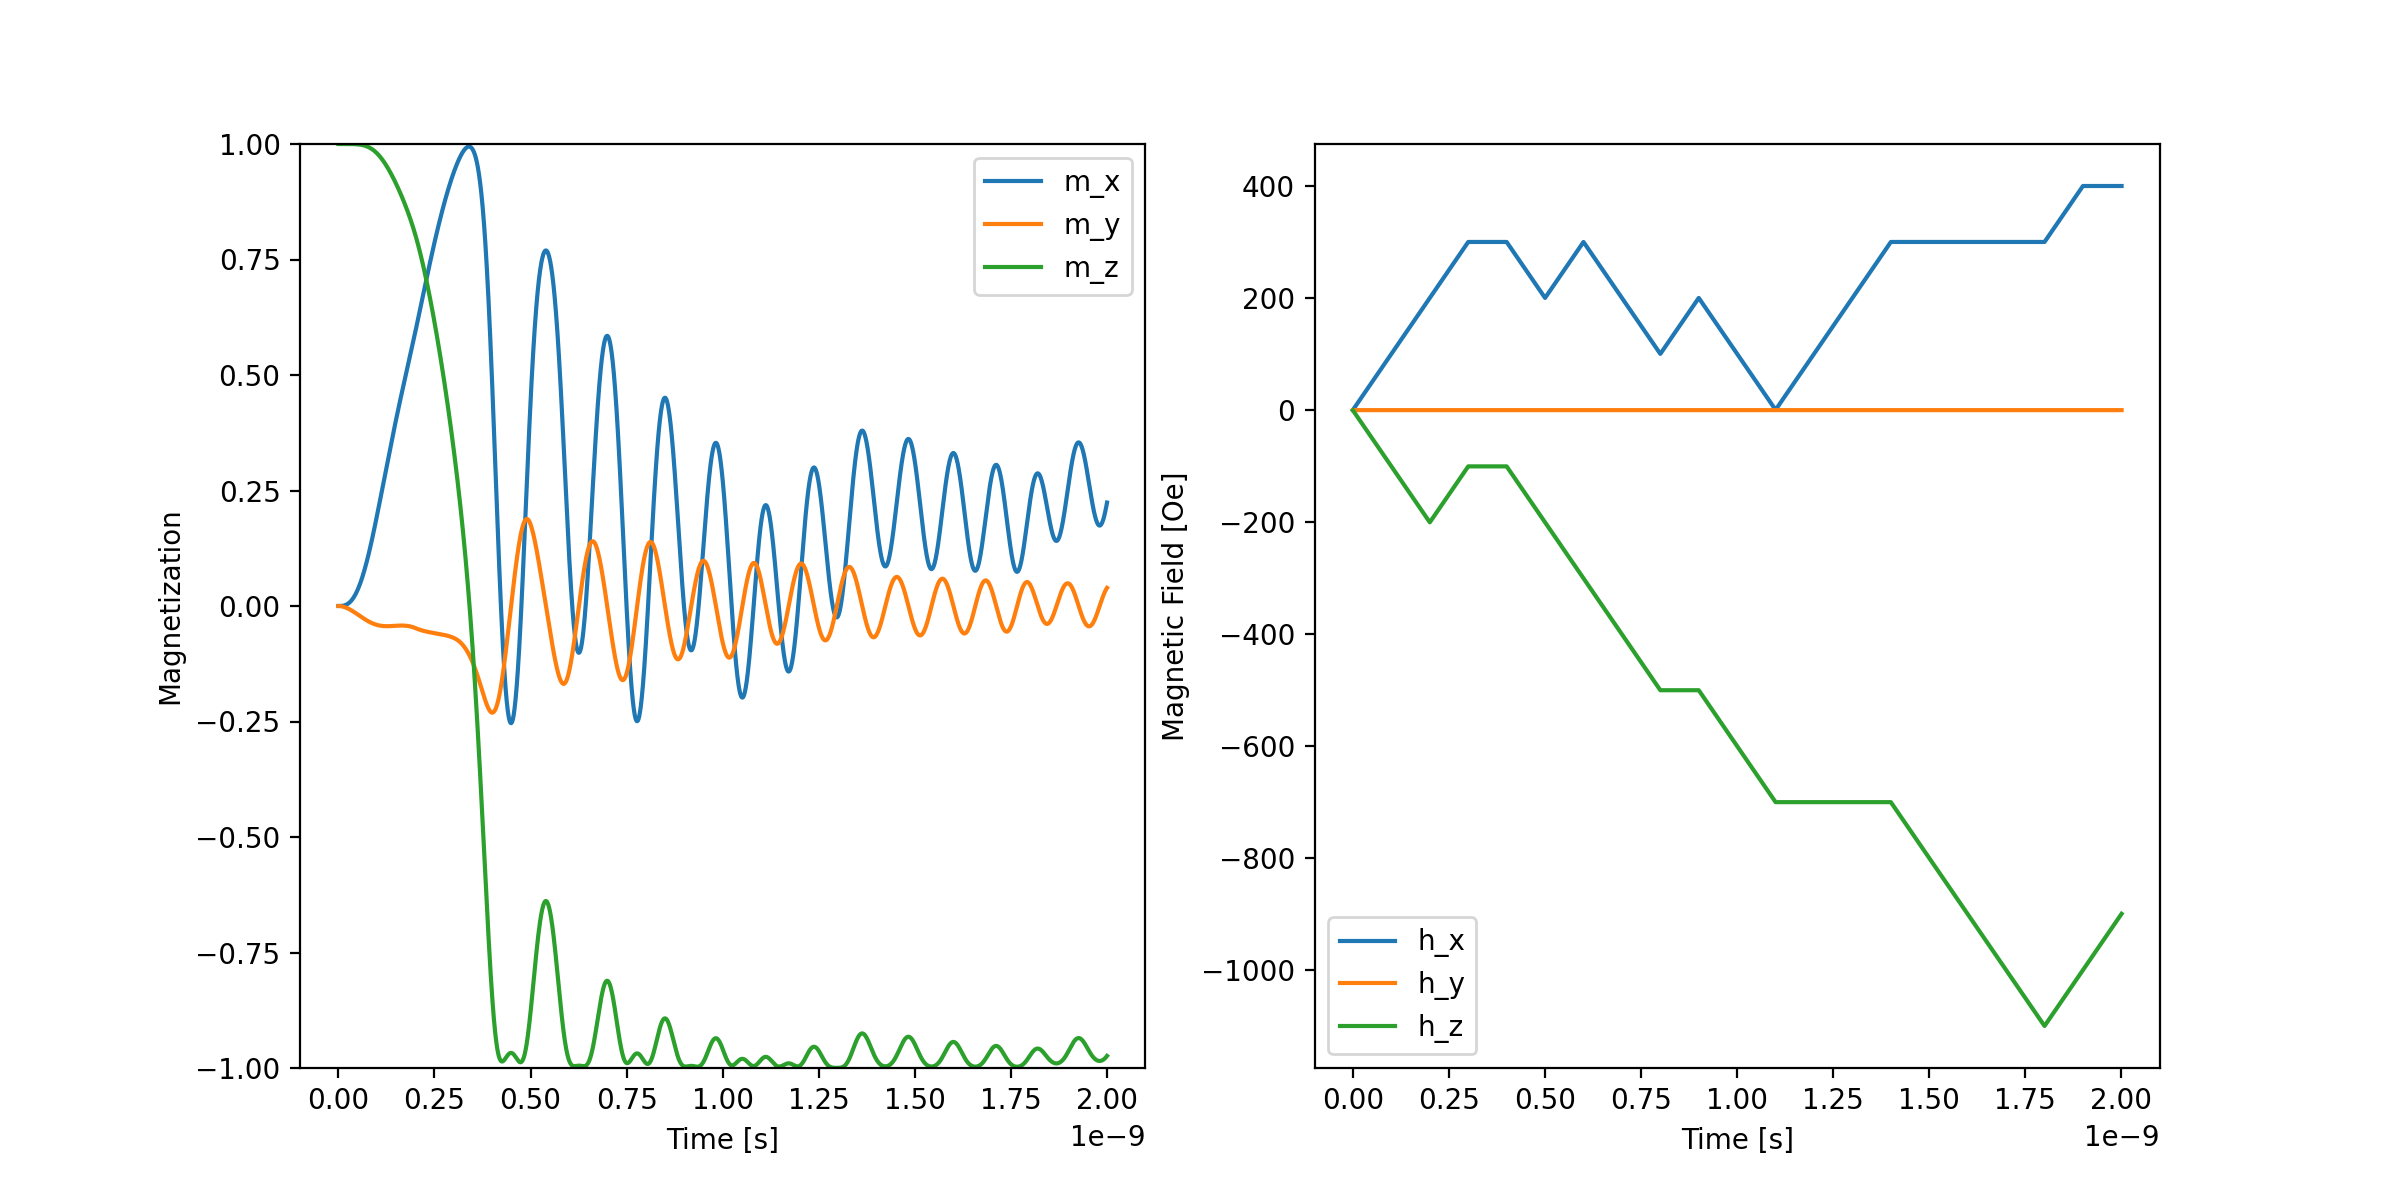 Magnetization
1.00
0.75
0.50
0.25
0.00
−0.25
−0.50
−0.75
−1.00
m_x
m_y
m_z
0.00 0.25 0.50 0.75 1.00 1.25 1.50 1.75 2.00
Time [s]
1e−9
Magnetic Field [Oe]
400
200
0
−200
−400
−600
−800
−1000
h_x
h_y
h_z
0.00 0.25 0.50 0.75 1.00 1.25 1.50 1.75 2.00
Time [s]
1e−9